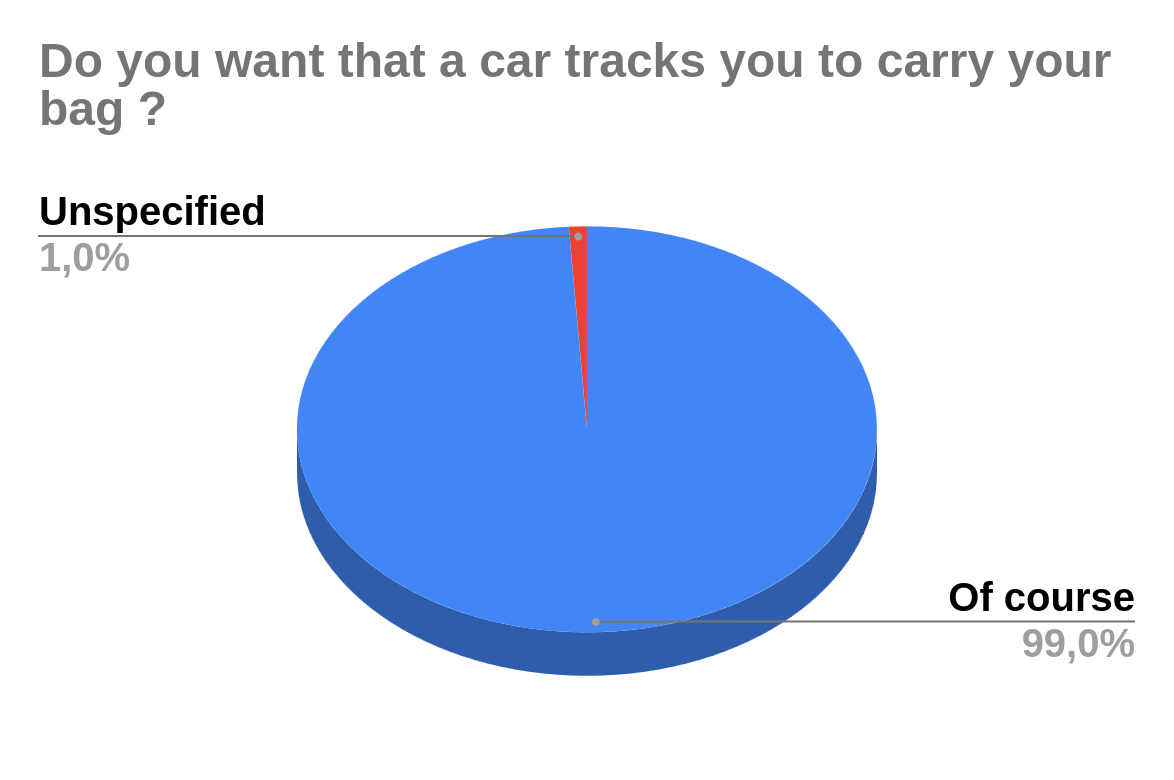 Do you want that a car tracks you to carry your
bag ?
Unspecified
1,0%
Of course
99,0%